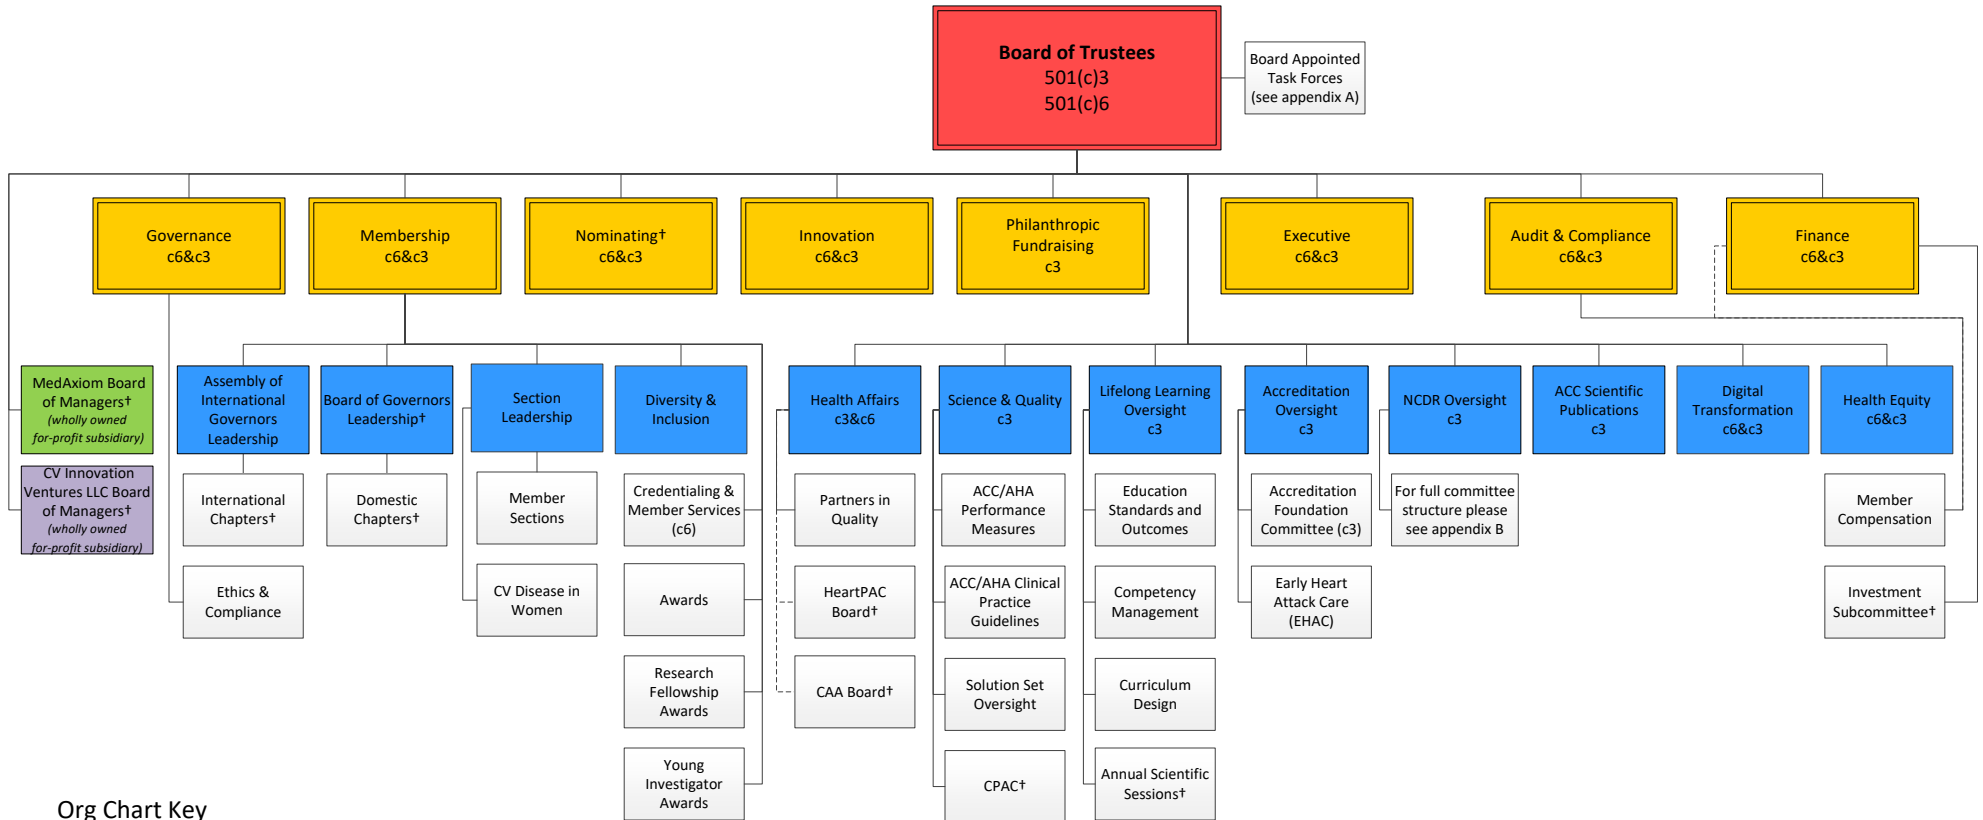 Board of Trustees
501(c)3
501(c)6
Board Appointed
Task Forces
(see appendix A)
Governance
c6&c3
Membership
c6&c3
Nominating†
c6&c3
Innovation
c6&c3
Philanthropic
Fundraising
c3
Executive
c6&c3
Audit & Compliance
c6&c3
Finance
c6&c3
MedAxiom Board
of Managers†
(wholly owned
for-profit subsidiary)
Assembly of
International
Governors
Leadership
Board of Governors
Leadership†
Section
Leadership
Diversity &
Inclusion
Health Affairs
c3&c6
Science & Quality
c3
Lifelong Learning
Oversight
c3
Accreditation
Oversight
c3
NCDR Oversight
c3
ACC Scientific
Publications
c3
Digital
Transformation
c6&c3
Health Equity
c6&c3
CV Innovation
Ventures LLC Board
of Managers†
(wholly owned
for-profit subsidiary)
International
Chapters†
Domestic
Chapters†
Member
Sections
Credentialing &
Member Services
(c6)
Partners in
Quality
ACC/AHA
Performance
Measures
Education
Standards and
Outcomes
Accreditation
Foundation
Committee (c3)
For full committee
structure please
see appendix B
Member
Compensation
Ethics &
Compliance
CV Disease in
Women
Awards
HeartPAC
Board†
ACC/AHA Clinical
Practice
Guidelines
Competency
Management
Early Heart
Attack Care
(EHAC)
Investment
Subcommittee†
Research
Fellowship
Awards
CAA Board†
Solution Set
Oversight
Curriculum
Design
Young
Investigator
Awards
CPAC†
Annual Scientific
Sessions†
Org Chart Key